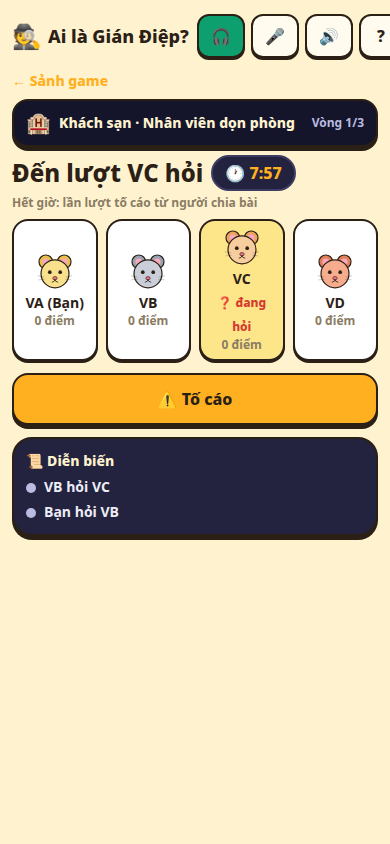 Ai là Gián Điệp?
?
← Sảnh game
Khách sạn · Nhân viên dọn phòng
Vòng 1/3
Đến lượt VC hỏi
7:57
Hết giờ: lần lượt tố cáo từ người chia bài
VA (Bạn)
0 điểm
VB
0 điểm
VC
❓ đang
hỏi
0 điểm
VD
0 điểm
⚠️ Tố cáo
📜 Diễn biến
VB hỏi VC
Bạn hỏi VB